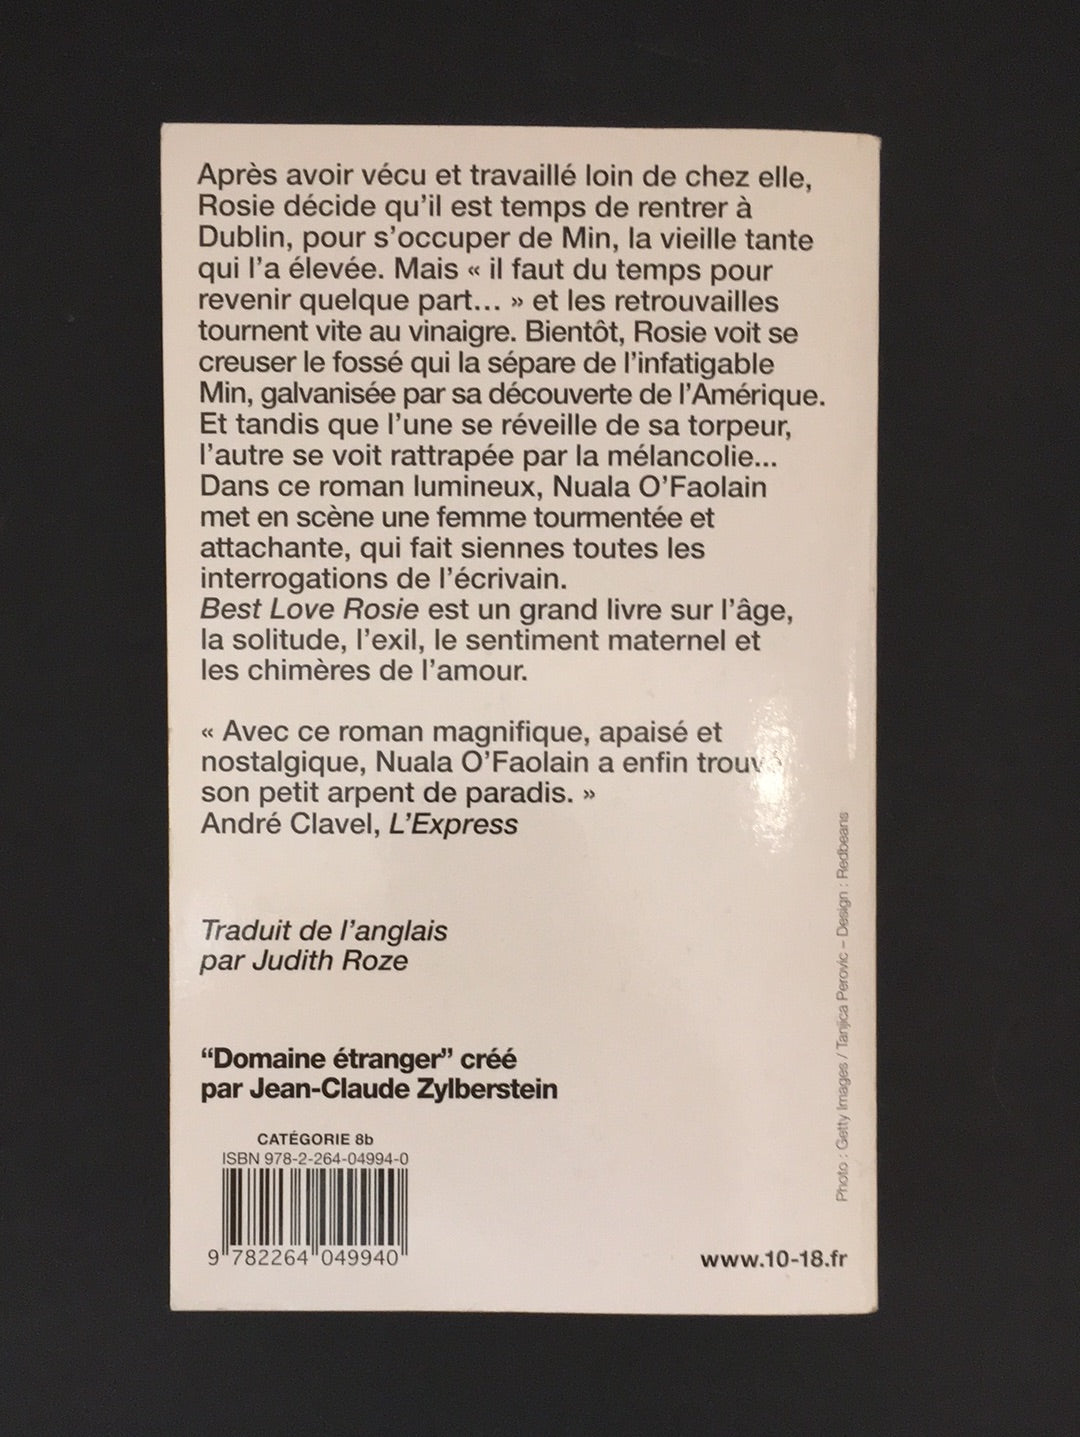 Après avoir vécu et travaillé loin de chez elle,
Rosie décide qu'il est temps de rentrer à
Dublin, pour s'occuper de Min, la vieille tante
qui l'a élevée. Mais « il faut du temps pour
revenir quelque part... » et les retrouvailles
tournent vite au vinaigre. Bientôt, Rosie voit se
creuser le fossé qui la sépare de l'infatigable
Min, galvanisée par sa découverte de l'Amérique.
Et tandis que l'une se réveille de sa torpeur,
l'autre se voit rattrapée par la mélancolie...
Dans ce roman lumineux, Nuala O'Faolain
met en scène une femme tourmentée et
attachante, qui fait siennes toutes les
interrogations de l'écrivain.
Best Love Rosie est un grand livre sur l'âge,
la solitude, l'exil, le sentiment maternel et
les chimères de l'amour.
« Avec ce roman magnifique, apaisé et
nostalgique, Nuala O'Faolain a enfin trouvé
son petit arpent de paradis. »
André Clavel, L'Express
Traduit de l'anglais
par Judith Roze
“Domaine étranger” créé
par Jean-Claude Zylberstein
CATÉGORIE 8b
ISBN 978-2-264-04994-0
9 782264 049940
www.10-18.fr
Photo : Getty Images / Tanjica Perovic – Design : Redbeans